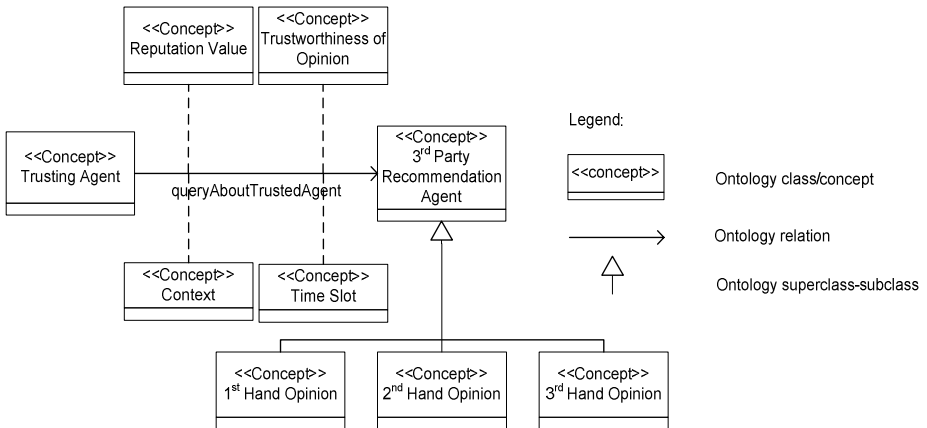 <<Concept>>
Reputation Value
<<Concept>>
Trustworthiness of
Opinion
<<Concept>>
Trusting Agent
queryAboutTrustedAgent
<<Concept>>
3rd Party
Recommendation
Agent
<<Concept>>
Context
<<Concept>>
Time Slot
<<Concept>>
1st Hand Opinion
<<Concept>>
2nd Hand Opinion
<<Concept>>
3rd Hand Opinion
Legend:
<<concept>>
Ontology class/concept
Ontology relation
Ontology superclass-subclass